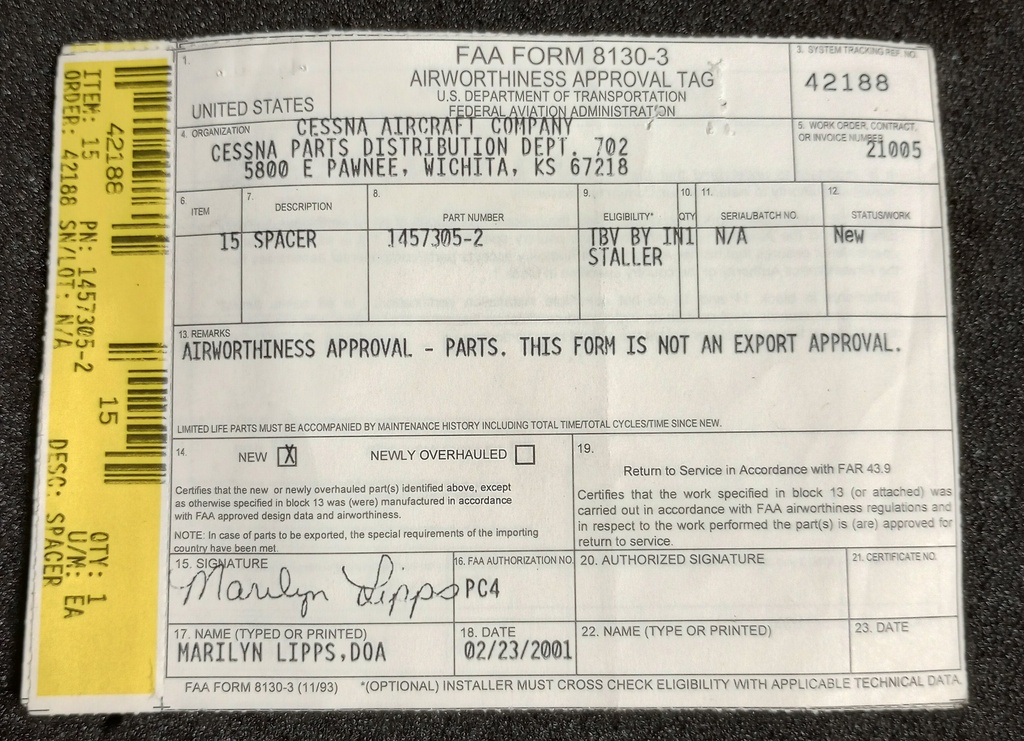 ITEM: 15
ORDER: 42188
42188
PN: 1457305-2
SN/LOT: N/A
15
QTY: 1
U/M: EA
DESC: SPACER
1.
UNITED STATES
FAA FORM 8130-3
AIRWORTHINESS APPROVAL TAG
U.S. DEPARTMENT OF TRANSPORTATION
FEDERAL AVIATION ADMINISTRATION
3. SYSTEM TRACKING REF. NO.
42188
4. ORGANIZATION
CESSNA AIRCRAFT COMPANY
CESSNA PARTS DISTRIBUTION DEPT. 702
5800 E PAWNEE, WICHITA, KS 67218
5. WORK ORDER, CONTRACT,
OR INVOICE NUMBER
21005
6. ITEM
7. DESCRIPTION
8. PART NUMBER
9. ELIGIBILITY*
10. QTY
11. SERIAL/BATCH NO.
12. STATUS/WORK
15 SPACER 1457305-2 TBV BY IN1 N/A New
STALLER
13. REMARKS
AIRWORTHINESS APPROVAL - PARTS. THIS FORM IS NOT AN EXPORT APPROVAL.
LIMITED LIFE PARTS MUST BE ACCOMPANIED BY MAINTENANCE HISTORY INCLUDING TOTAL TIME/TOTAL CYCLES/TIME SINCE NEW.
14. NEW X NEWLY OVERHAULED
Certifies that the new or newly overhauled part(s) identified above, except
as otherwise specified in block 13 was (were) manufactured in accordance
with FAA approved design data and airworthiness.
NOTE: In case of parts to be exported, the special requirements of the importing
country have been met.
19.
Return to Service in Accordance with FAR 43.9
Certifies that the work specified in block 13 (or attached) was
carried out in accordance with FAA airworthiness regulations and
in respect to the work performed the part(s) is (are) approved for
return to service.
15. SIGNATURE
Marilyn Lipps
16. FAA AUTHORIZATION NO.
PC4
20. AUTHORIZED SIGNATURE
21. CERTIFICATE NO.
17. NAME (TYPED OR PRINTED)
MARILYN LIPPS,DOA
18. DATE
02/23/2001
22. NAME (TYPE OR PRINTED)
23. DATE
FAA FORM 8130-3 (11/93) *(OPTIONAL) INSTALLER MUST CROSS CHECK ELIGIBILITY WITH APPLICABLE TECHNICAL DATA.